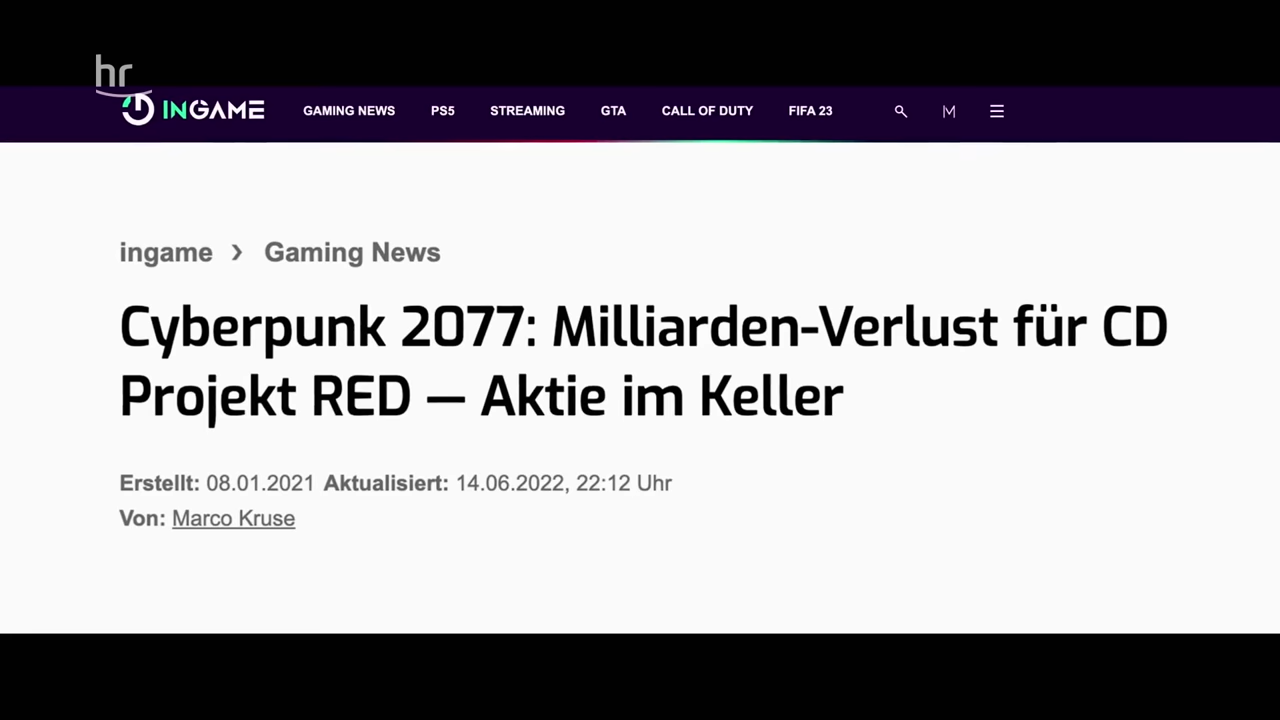 hr
INGAME GAMING NEWS PS5 STREAMING GTA CALL OF DUTY FIFA 23 M
ingame › Gaming News
Cyberpunk 2077: Milliarden-Verlust für CD
Projekt RED — Aktie im Keller
Erstellt: 08.01.2021 Aktualisiert: 14.06.2022, 22:12 Uhr
Von: Marco Kruse